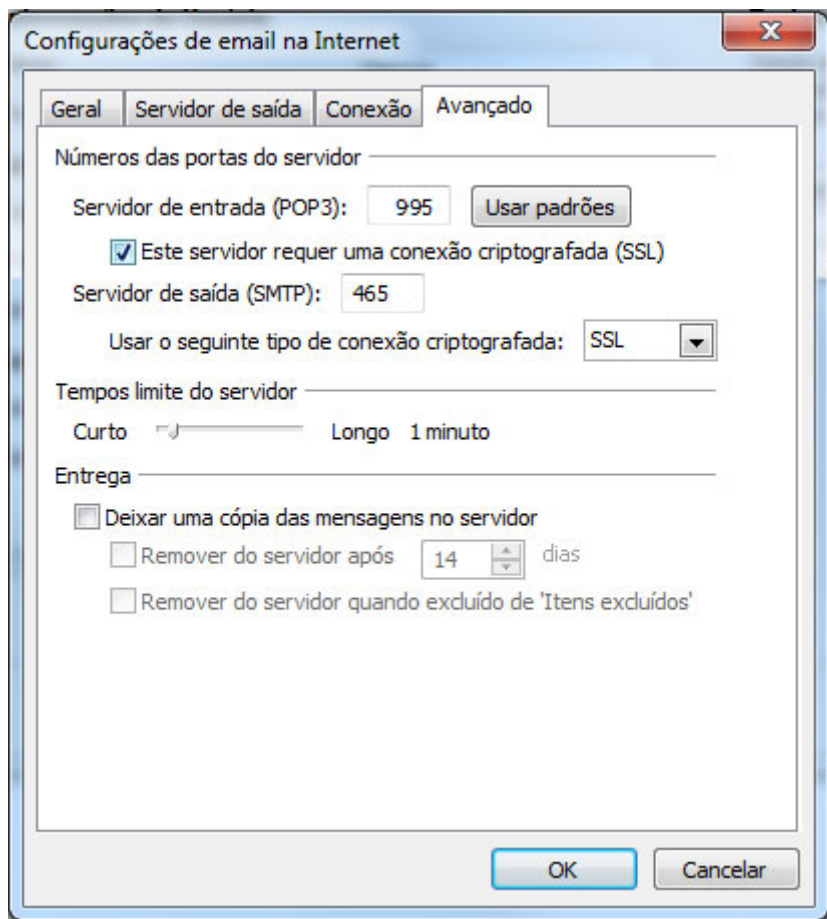 Configurações de email na Internet
Geral Servidor de saída Conexão Avançado
Números das portas do servidor
Servidor de entrada (POP3): 995 Usar padrões
Este servidor requer uma conexão criptografada (SSL)
Servidor de saída (SMTP): 465
Usar o seguinte tipo de conexão criptografada: SSL
Tempos limite do servidor
Curto Longo 1 minuto
Entrega
Deixar uma cópia das mensagens no servidor
Remover do servidor após 14 dias
Remover do servidor quando excluído de 'Itens excluídos'
OK Cancelar